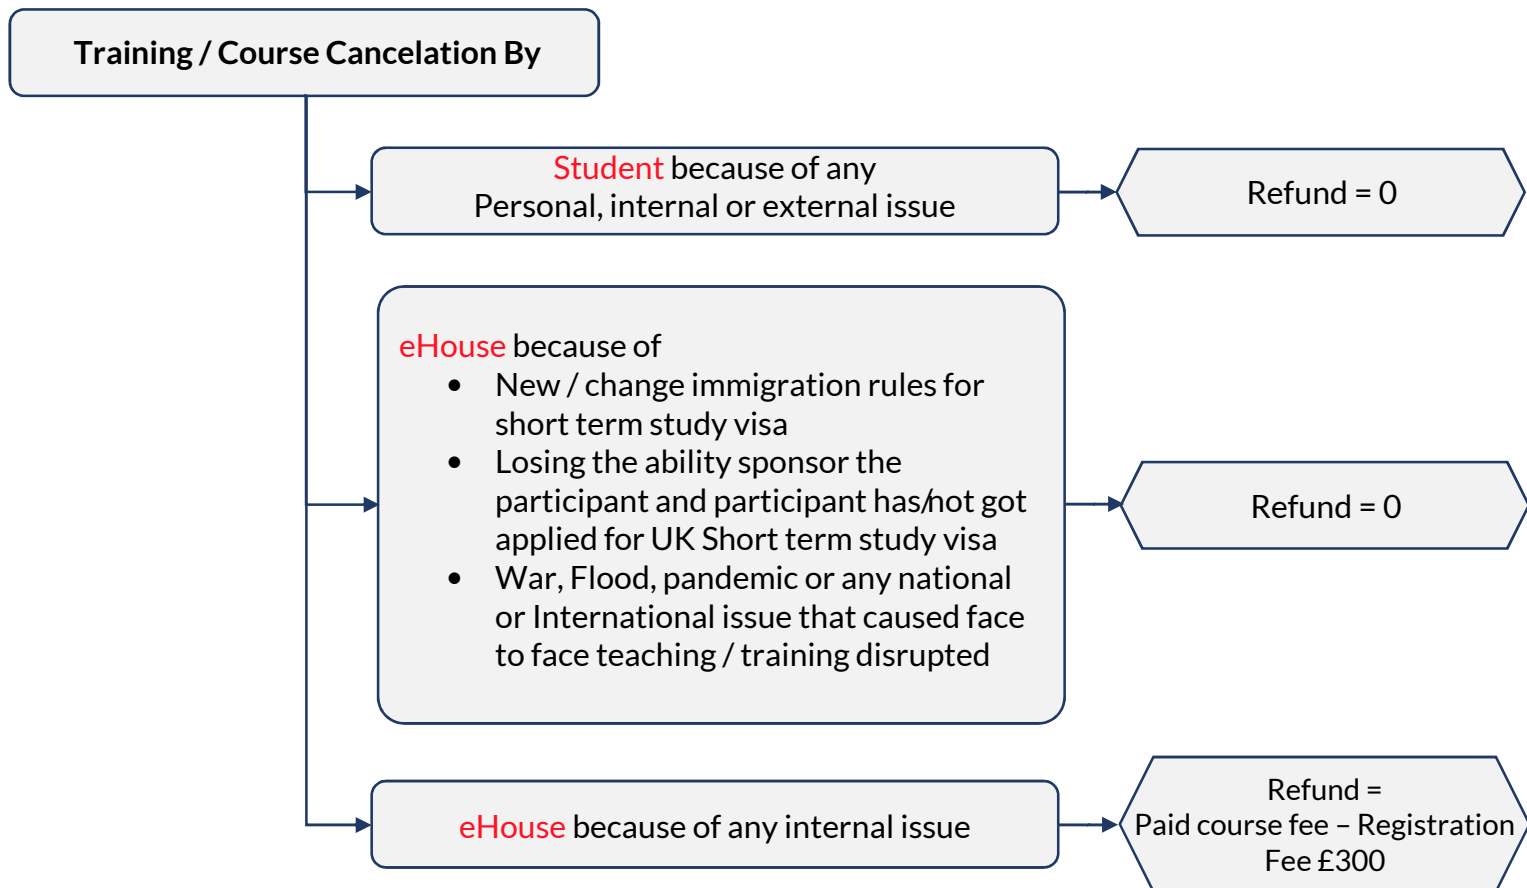 Training / Course Cancelation By
Student because of any
Personal, internal or external issue
Refund = 0
eHouse because of
• New / change immigration rules for
short term study visa
• Losing the ability sponsor the
participant and participant has/not got
applied for UK Short term study visa
• War, Flood, pandemic or any national
or International issue that caused face
to face teaching / training disrupted
Refund = 0
eHouse because of any internal issue
Refund =
Paid course fee – Registration
Fee £300